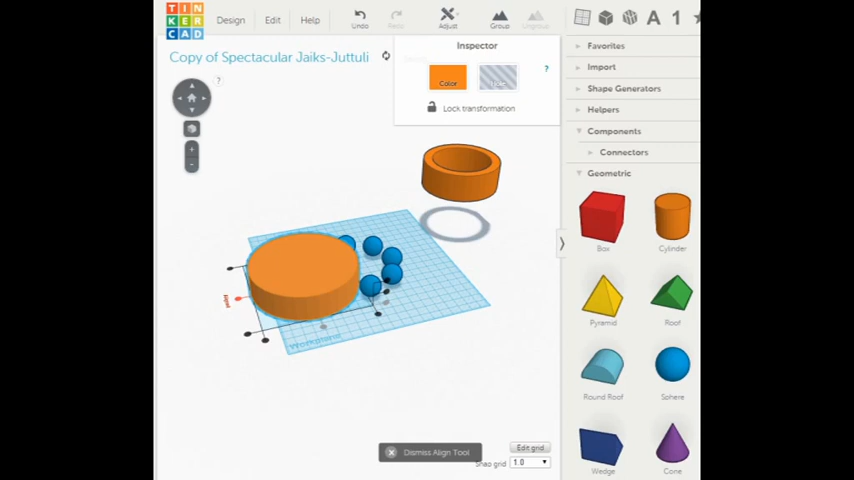 TIN
KER
CAD
Design
Edit
Help
Undo
Redo
Adjust
Group
Ungroup
Copy of Spectacular Jaiks-Juttuli
?
Inspector
Color
Hole
?
Lock transformation
Favorites
Import
Shape Generators
Helpers
Components
Connectors
Geometric
Box
Cylinder
Pyramid
Roof
Round Roof
Sphere
Wedge
Cone
Workplane
Dismiss Align Tool
Edit grid
Snap grid
1.0